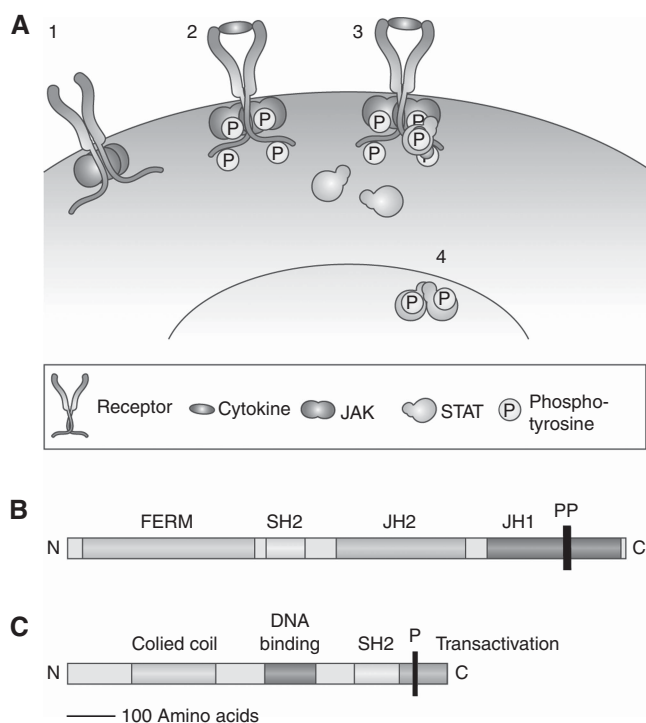 A
1
2
3
P
P
P
P
P
P
P
P
P
P
4
P
P
Receptor
Cytokine
JAK
STAT
P
Phospho-
tyrosine
B
PP
FERM
SH2
JH2
JH1
N
C
C
DNA
Colied coil
binding
SH2
P
Transactivation
N
C
100 Amino acids